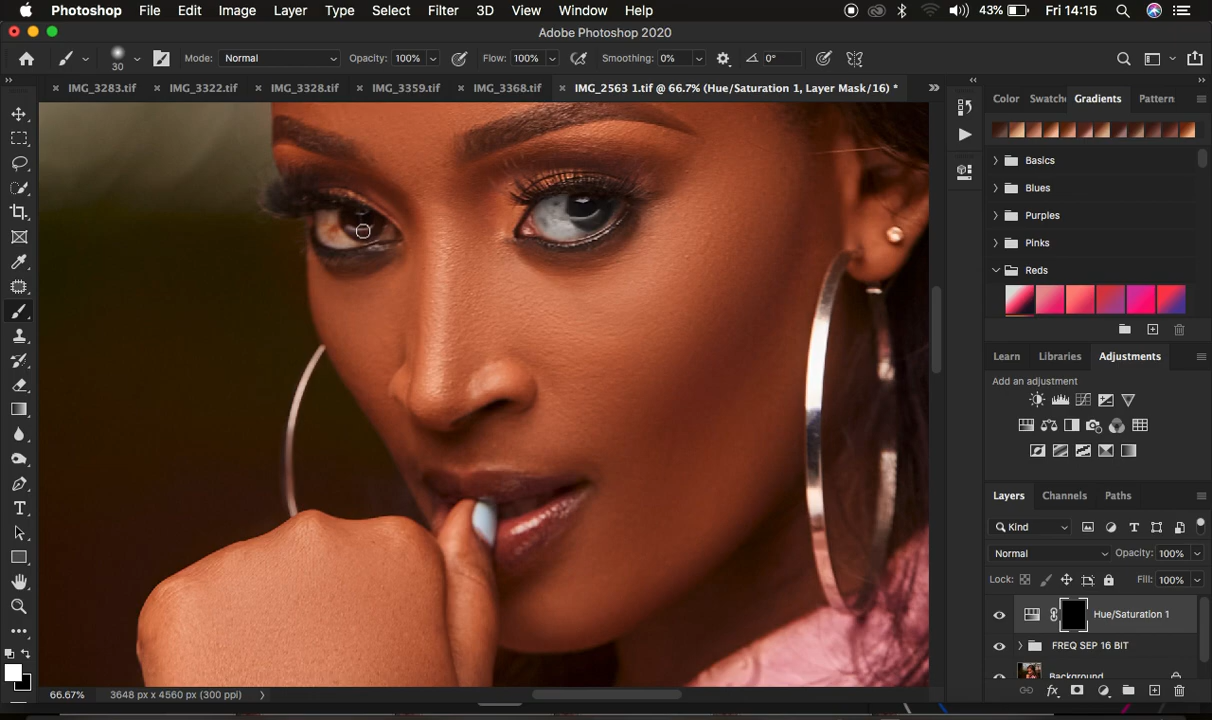 Photoshop File Edit Image Layer Type Select Filter 3D View Window Help 43% Fri 14:15
Adobe Photoshop 2020
30 Mode: Normal Opacity: 100% Flow: 100% Smoothing: 0% 0°
IMG_3283.tif IMG_3322.tif IMG_3328.tif IMG_3359.tif IMG_3368.tif IMG_2563 1.tif @ 66.7% (Hue/Saturation 1, Layer Mask/16) *
Color Swatche Gradients Pattern
Basics
Blues
Purples
Pinks
Reds
Learn Libraries Adjustments
Add an adjustment
Layers Channels Paths
Kind
Normal Opacity: 100%
Lock: Fill: 100%
Hue/Saturation 1
FREQ SEP 16 BIT
Background
66.67% 3648 px x 4560 px (300 ppi)